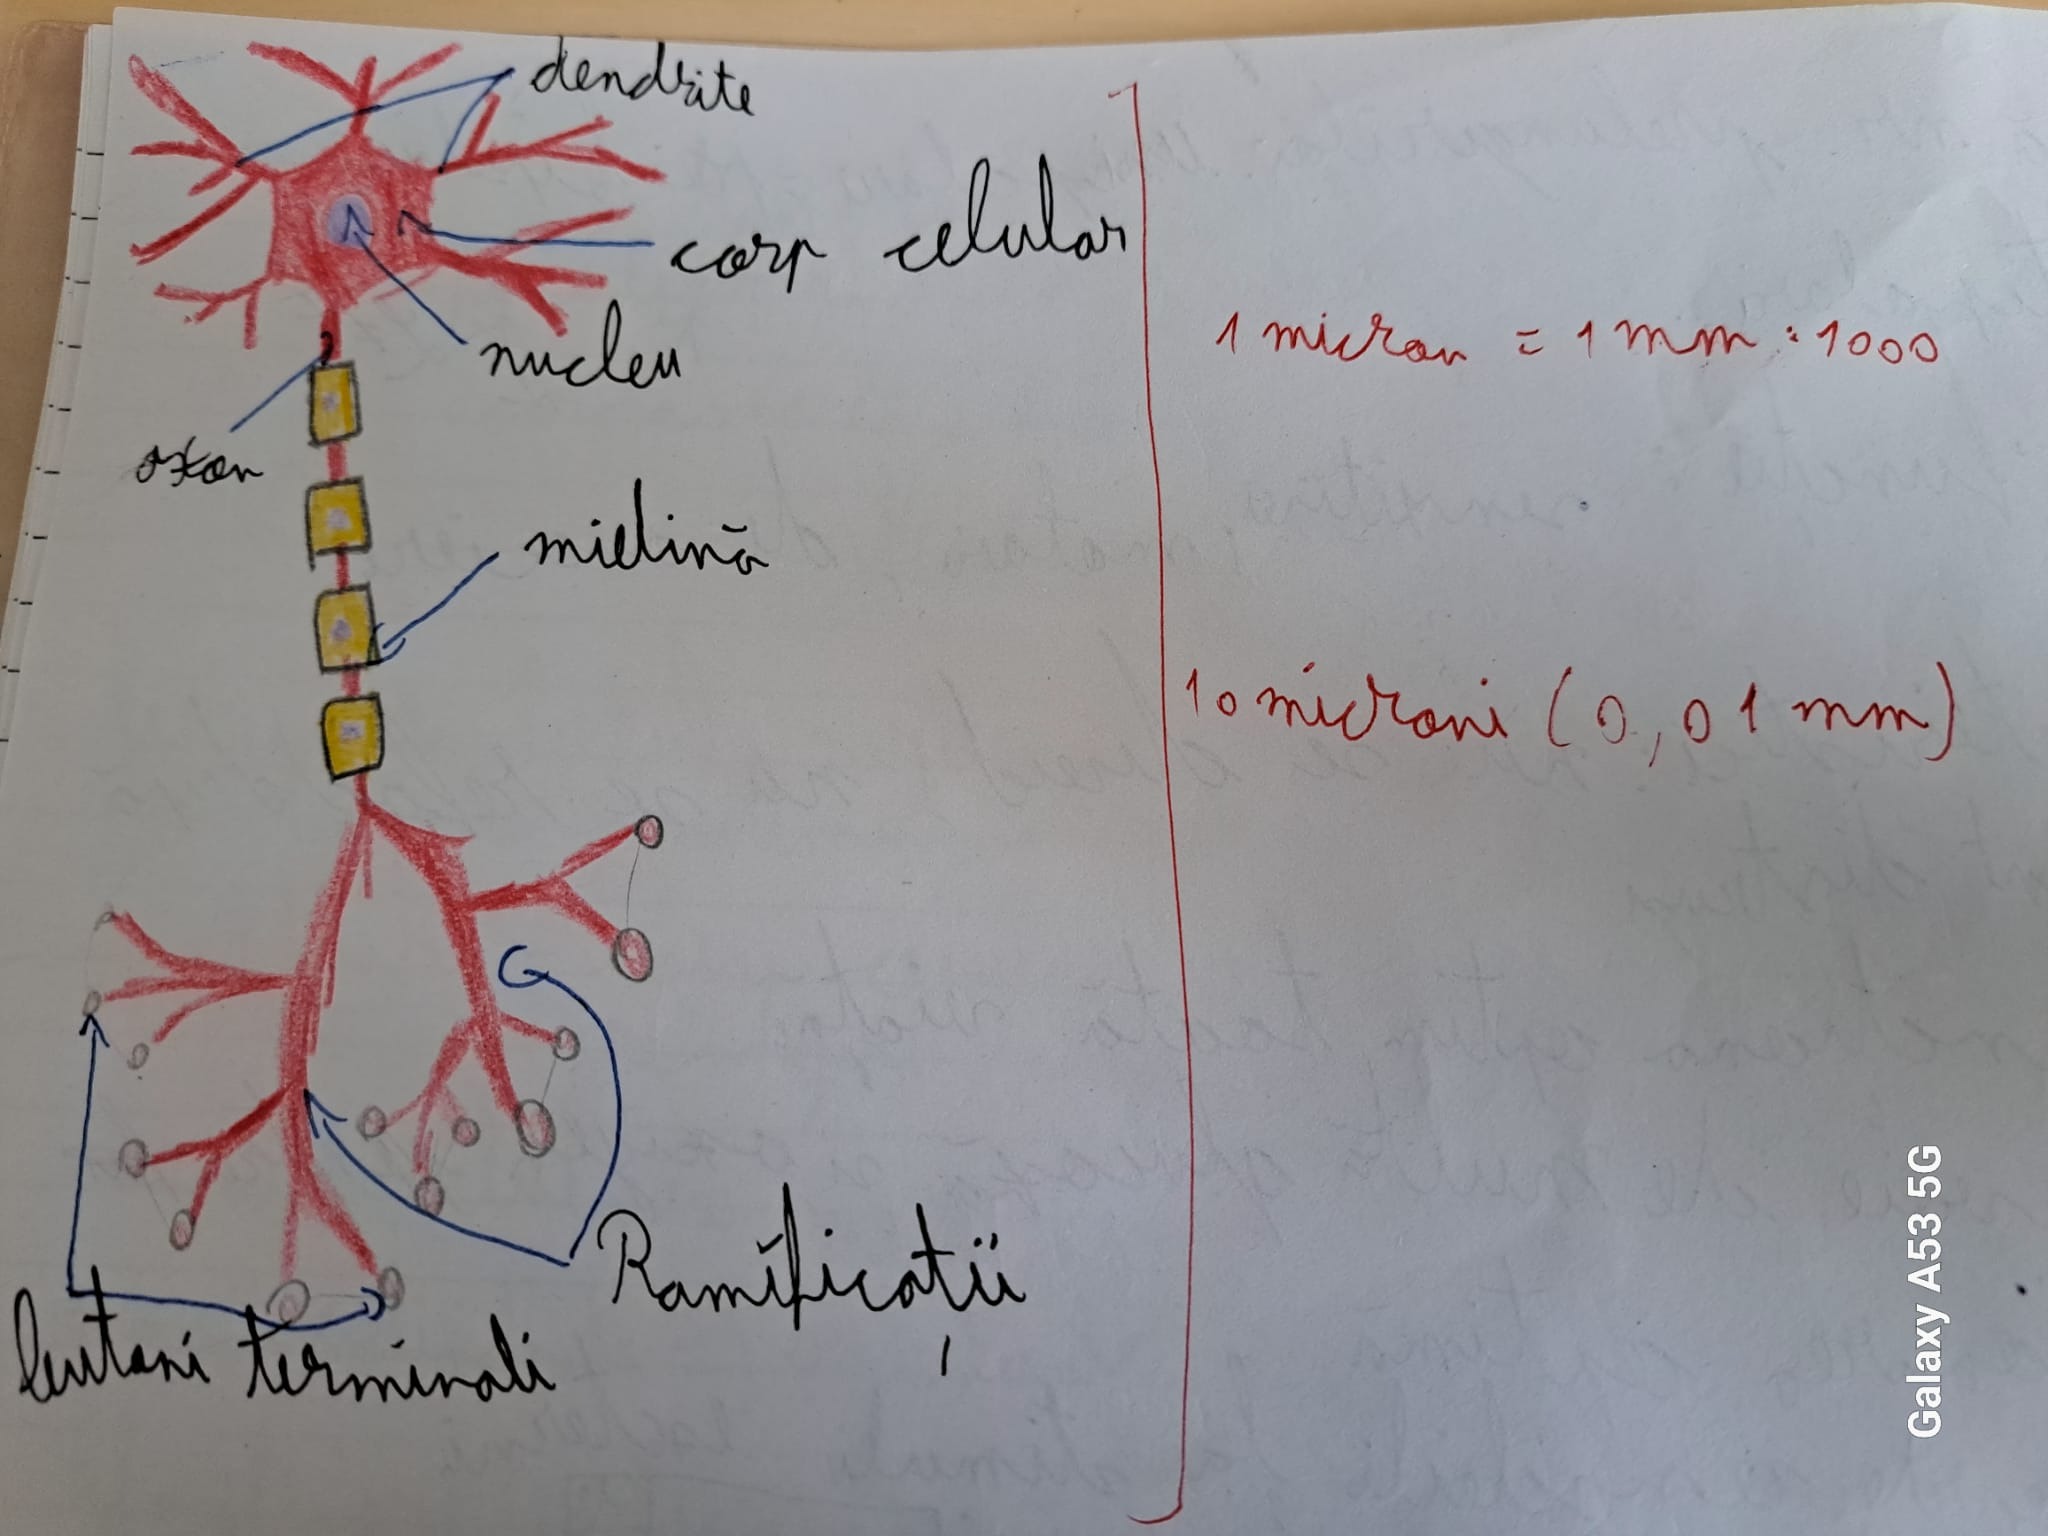 dendrite
corp celular
nucleu
axon
mielină
Ramificații
butoni terminali
1 micron = 1 mm : 1000
10 microni (0,01 mm)
Galaxy A53 5G